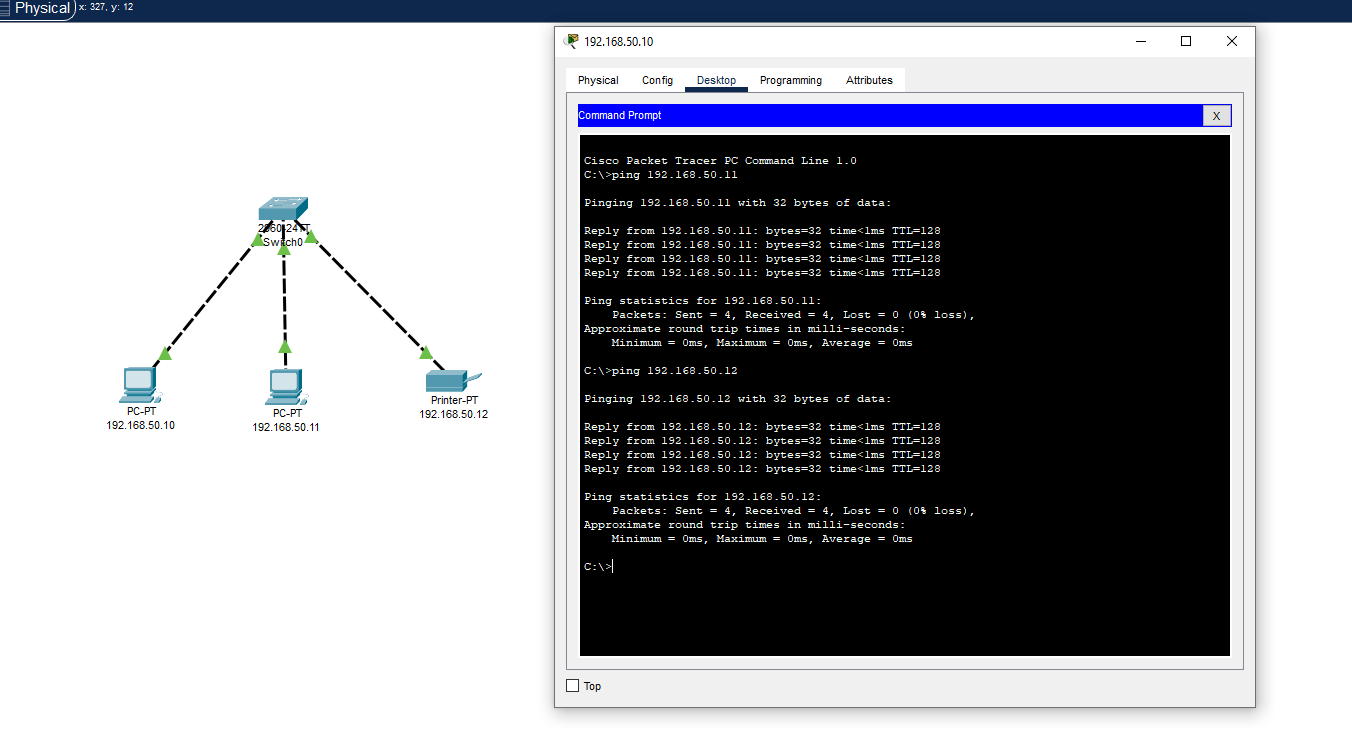 Physical x: 327, y: 12
2960-24TT
Switch0
PC-PT
192.168.50.10
PC-PT
192.168.50.11
Printer-PT
192.168.50.12
192.168.50.10
Physical Config Desktop Programming Attributes
Command Prompt X
Cisco Packet Tracer PC Command Line 1.0
C:\>ping 192.168.50.11
Pinging 192.168.50.11 with 32 bytes of data:
Reply from 192.168.50.11: bytes=32 time<1ms TTL=128
Reply from 192.168.50.11: bytes=32 time<1ms TTL=128
Reply from 192.168.50.11: bytes=32 time<1ms TTL=128
Reply from 192.168.50.11: bytes=32 time<1ms TTL=128
Ping statistics for 192.168.50.11:
Packets: Sent = 4, Received = 4, Lost = 0 (0% loss),
Approximate round trip times in milli-seconds:
Minimum = 0ms, Maximum = 0ms, Average = 0ms
C:\>ping 192.168.50.12
Pinging 192.168.50.12 with 32 bytes of data:
Reply from 192.168.50.12: bytes=32 time<1ms TTL=128
Reply from 192.168.50.12: bytes=32 time<1ms TTL=128
Reply from 192.168.50.12: bytes=32 time<1ms TTL=128
Reply from 192.168.50.12: bytes=32 time<1ms TTL=128
Ping statistics for 192.168.50.12:
Packets: Sent = 4, Received = 4, Lost = 0 (0% loss),
Approximate round trip times in milli-seconds:
Minimum = 0ms, Maximum = 0ms, Average = 0ms
C:\>
Top